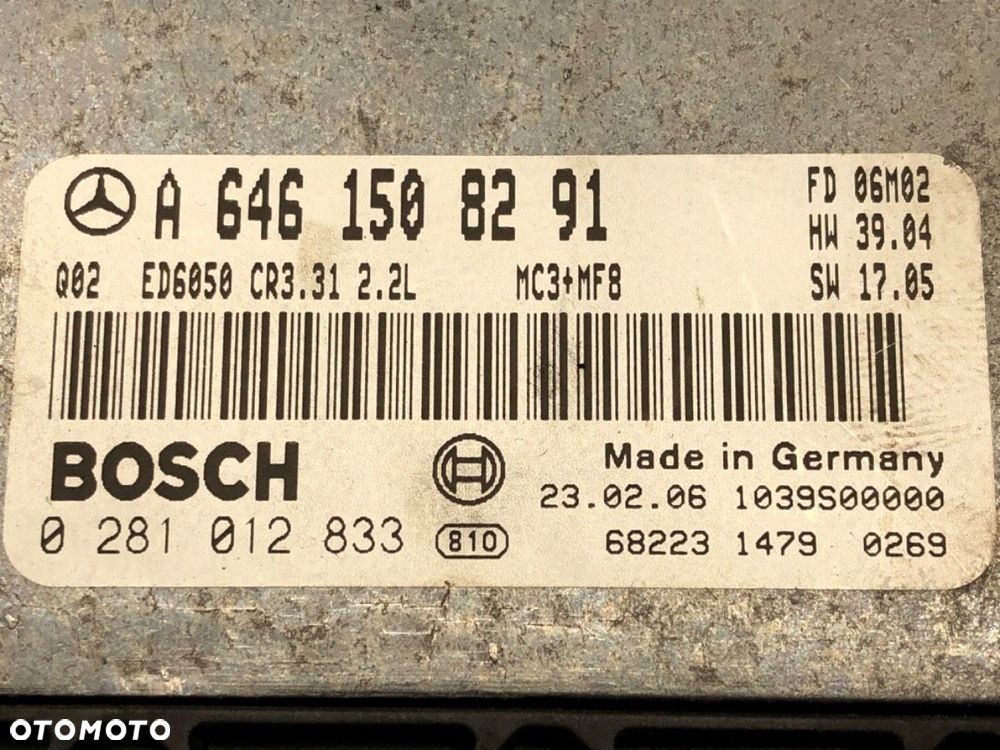 A 646 150 82 91
FD 06M02
HW 39.04
Q02 ED6050 CR3.31 2.2L MC3+MF8 SW 17.05
BOSCH
Made in Germany
23.02.06 1039S00000
0 281 012 833 810 68223 1479 0269
OTOMOTO